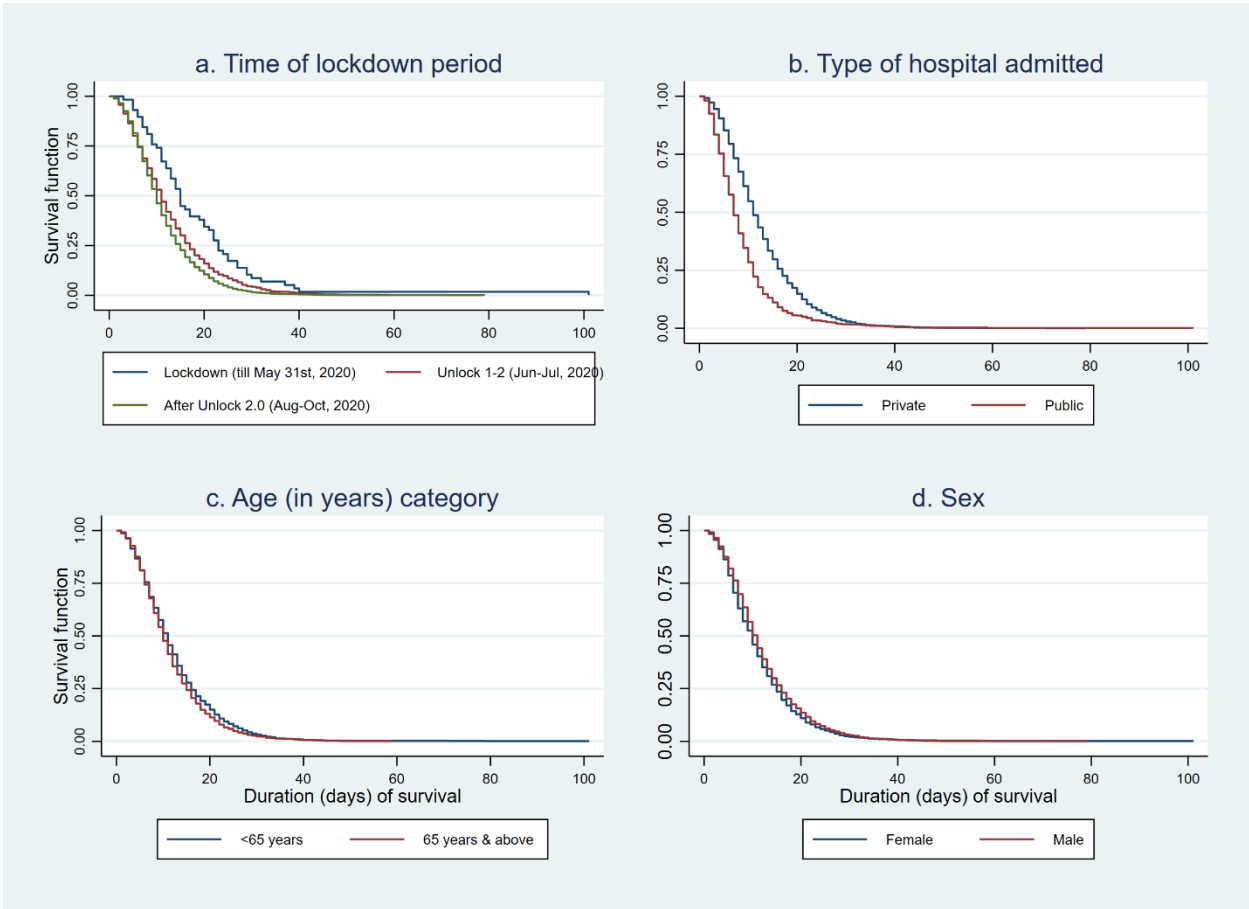 a. Time of lockdown period
Survival function
1.00
0.75
0.50
0.25
0.00
0 20 40 60 80 100
Lockdown (till May 31st, 2020) Unlock 1-2 (Jun-Jul, 2020)
After Unlock 2.0 (Aug-Oct, 2020)
b. Type of hospital admitted
1.00
0.75
0.50
0.25
0.00
0 20 40 60 80 100
Private Public
c. Age (in years) category
Survival function
1.00
0.75
0.50
0.25
0.00
0 20 40 60 80 100
Duration (days) of survival
<65 years 65 years & above
d. Sex
1.00
0.75
0.50
0.25
0.00
0 20 40 60 80 100
Duration (days) of survival
Female Male